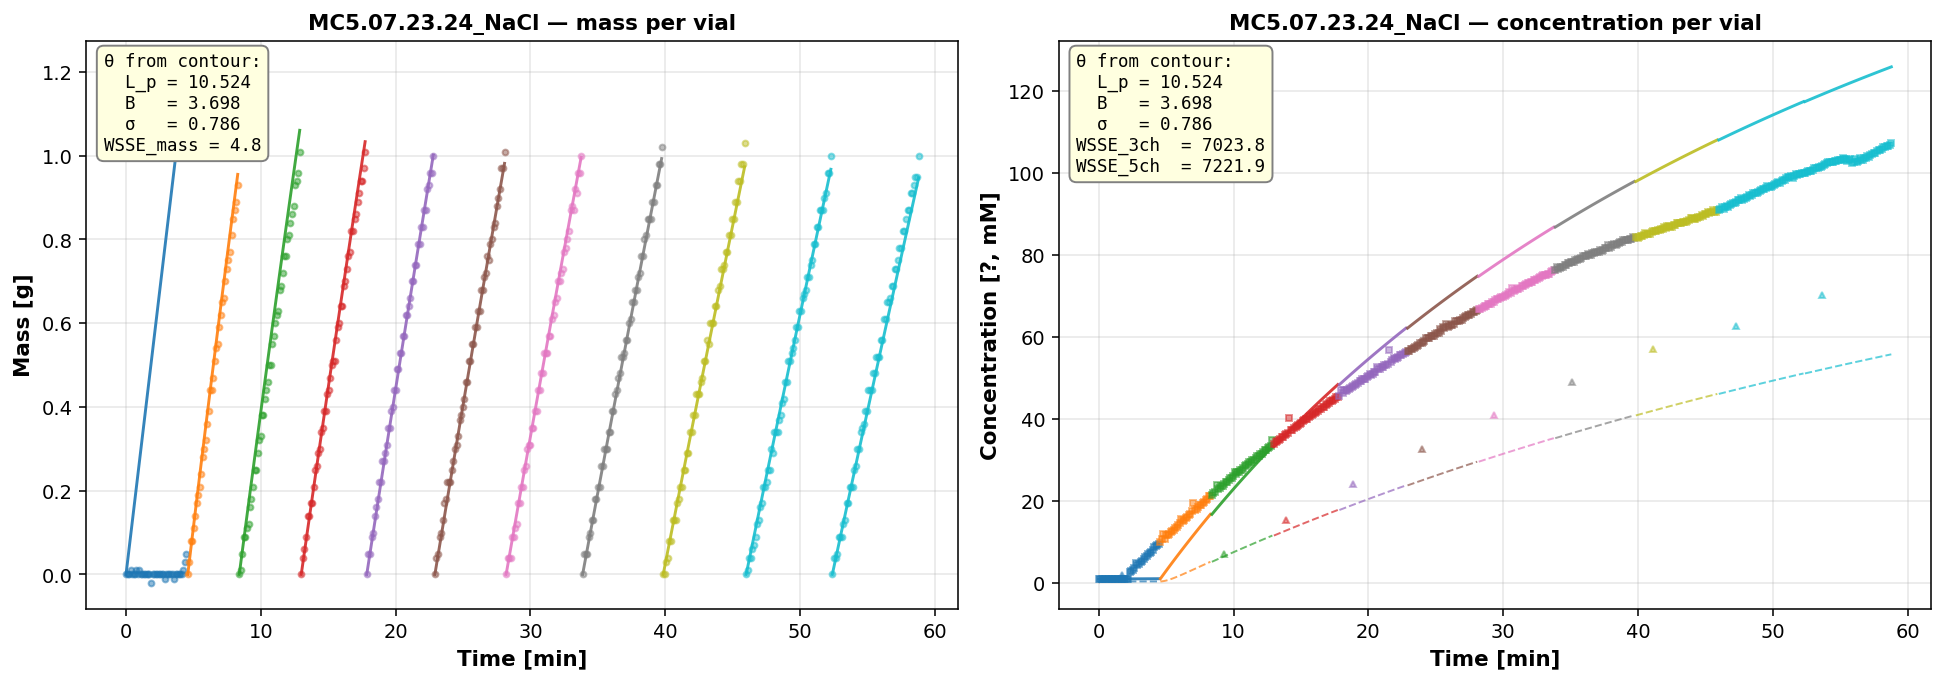 MC5.07.23.24_NaCl — mass per vial
θ from contour:
L_p = 10.524
B = 3.698
σ = 0.786
WSSE_mass = 4.8
Mass [g]
1.2
1.0
0.8
0.6
0.4
0.2
0.0
0 10 20 30 40 50 60
Time [min]
MC5.07.23.24_NaCl — concentration per vial
θ from contour:
L_p = 10.524
B = 3.698
σ = 0.786
WSSE_3ch = 7023.8
WSSE_5ch = 7221.9
Concentration [?, mM]
120
100
80
60
40
20
0
0 10 20 30 40 50 60
Time [min]